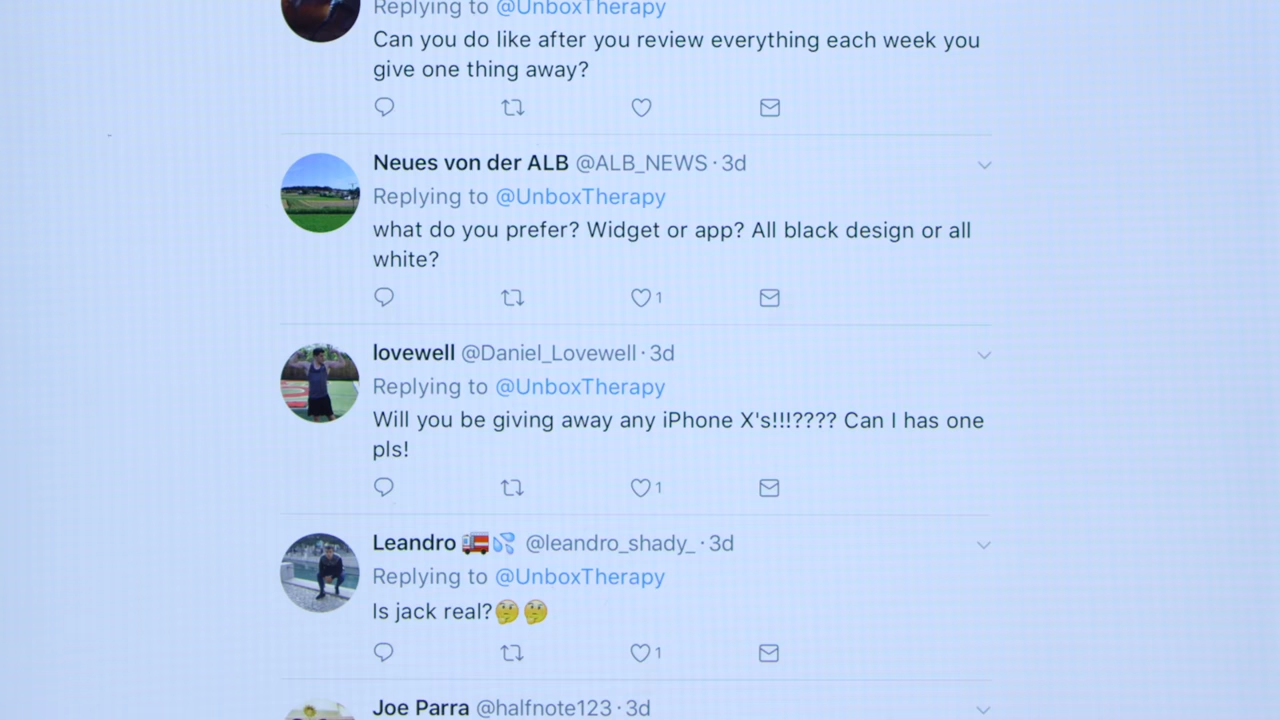 Replying to @UnboxTherapy
Can you do like after you review everything each week you
give one thing away?
Neues von der ALB @ALB_NEWS · 3d
Replying to @UnboxTherapy
what do you prefer? Widget or app? All black design or all
white?
1
lovewell @Daniel_Lovewell · 3d
Replying to @UnboxTherapy
Will you be giving away any iPhone X's!!!???? Can I has one
pls!
1
Leandro 🚒💦 @leandro_shady_ · 3d
Replying to @UnboxTherapy
Is jack real?🤔🤔
1
Joe Parra @halfnote123 · 3d